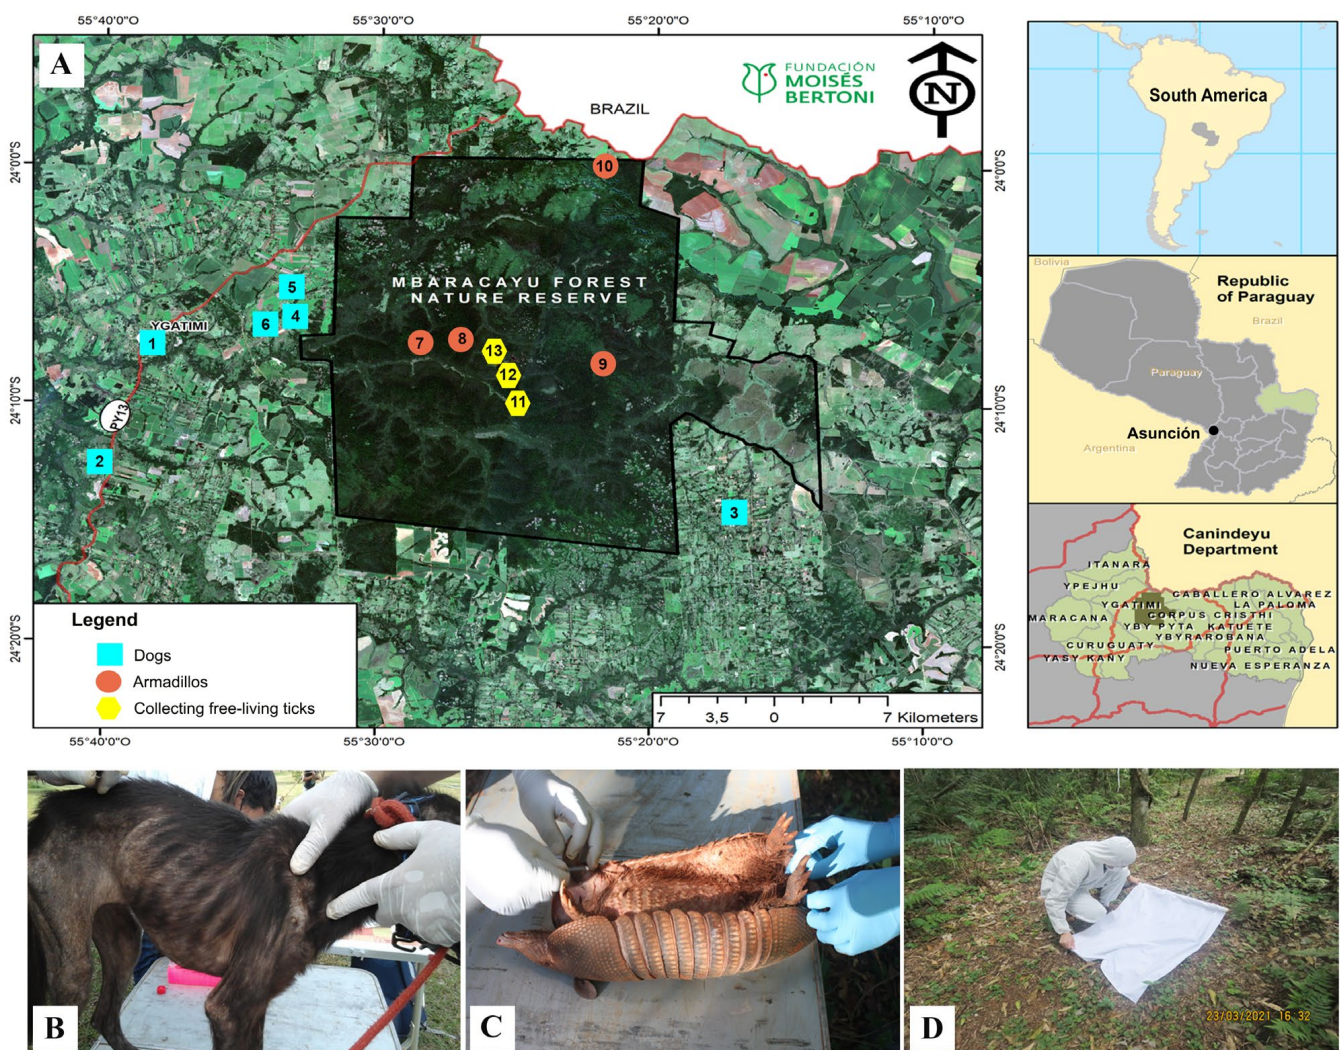 55°40'0"O
55°30'0"O
55°20'0"O
55°10'0"O
A
FUNDACIÓN
MOISÉS
BERTONI
N
BRAZIL
24°0'0"S
24°0'0"S
10
MBARACAYU FOREST
NATURE RESERVE
5
4
6
YGATIMI
1
7
8
13
9
12
11
24°10'0"S
24°10'0"S
PY13
2
3
24°20'0"S
24°20'0"S
Legend
Dogs
Armadillos
Collecting free-living ticks
7 3,5 0 7 Kilometers
55°40'0"O
55°30'0"O
55°20'0"O
55°10'0"O
South America
Bolivia
Republic
of Paraguay
Brazil
Paraguay
Asunción
Argentina
Canindeyu
Department
ITANARA
YPEJHU
CABALLERO ALVAREZ
YGATIMI
LA PALOMA
MARACANA
CORPUS CRISTHI
YBY PYTA
KATUETE
YBYRAROBANA
CURUGUATY
PUERTO ADELA
YASY KAÑY
NUEVA ESPERANZA
B
C
D
23/03/2021 16 32